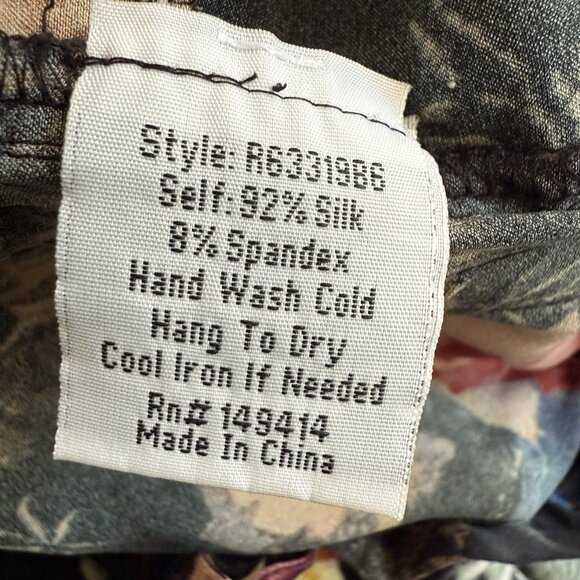 Style: R63319B6
Self: 92% Silk
8% Spandex
Hand Wash Cold
Hang To Dry
Cool Iron If Needed
Rn# 149414
Made In China